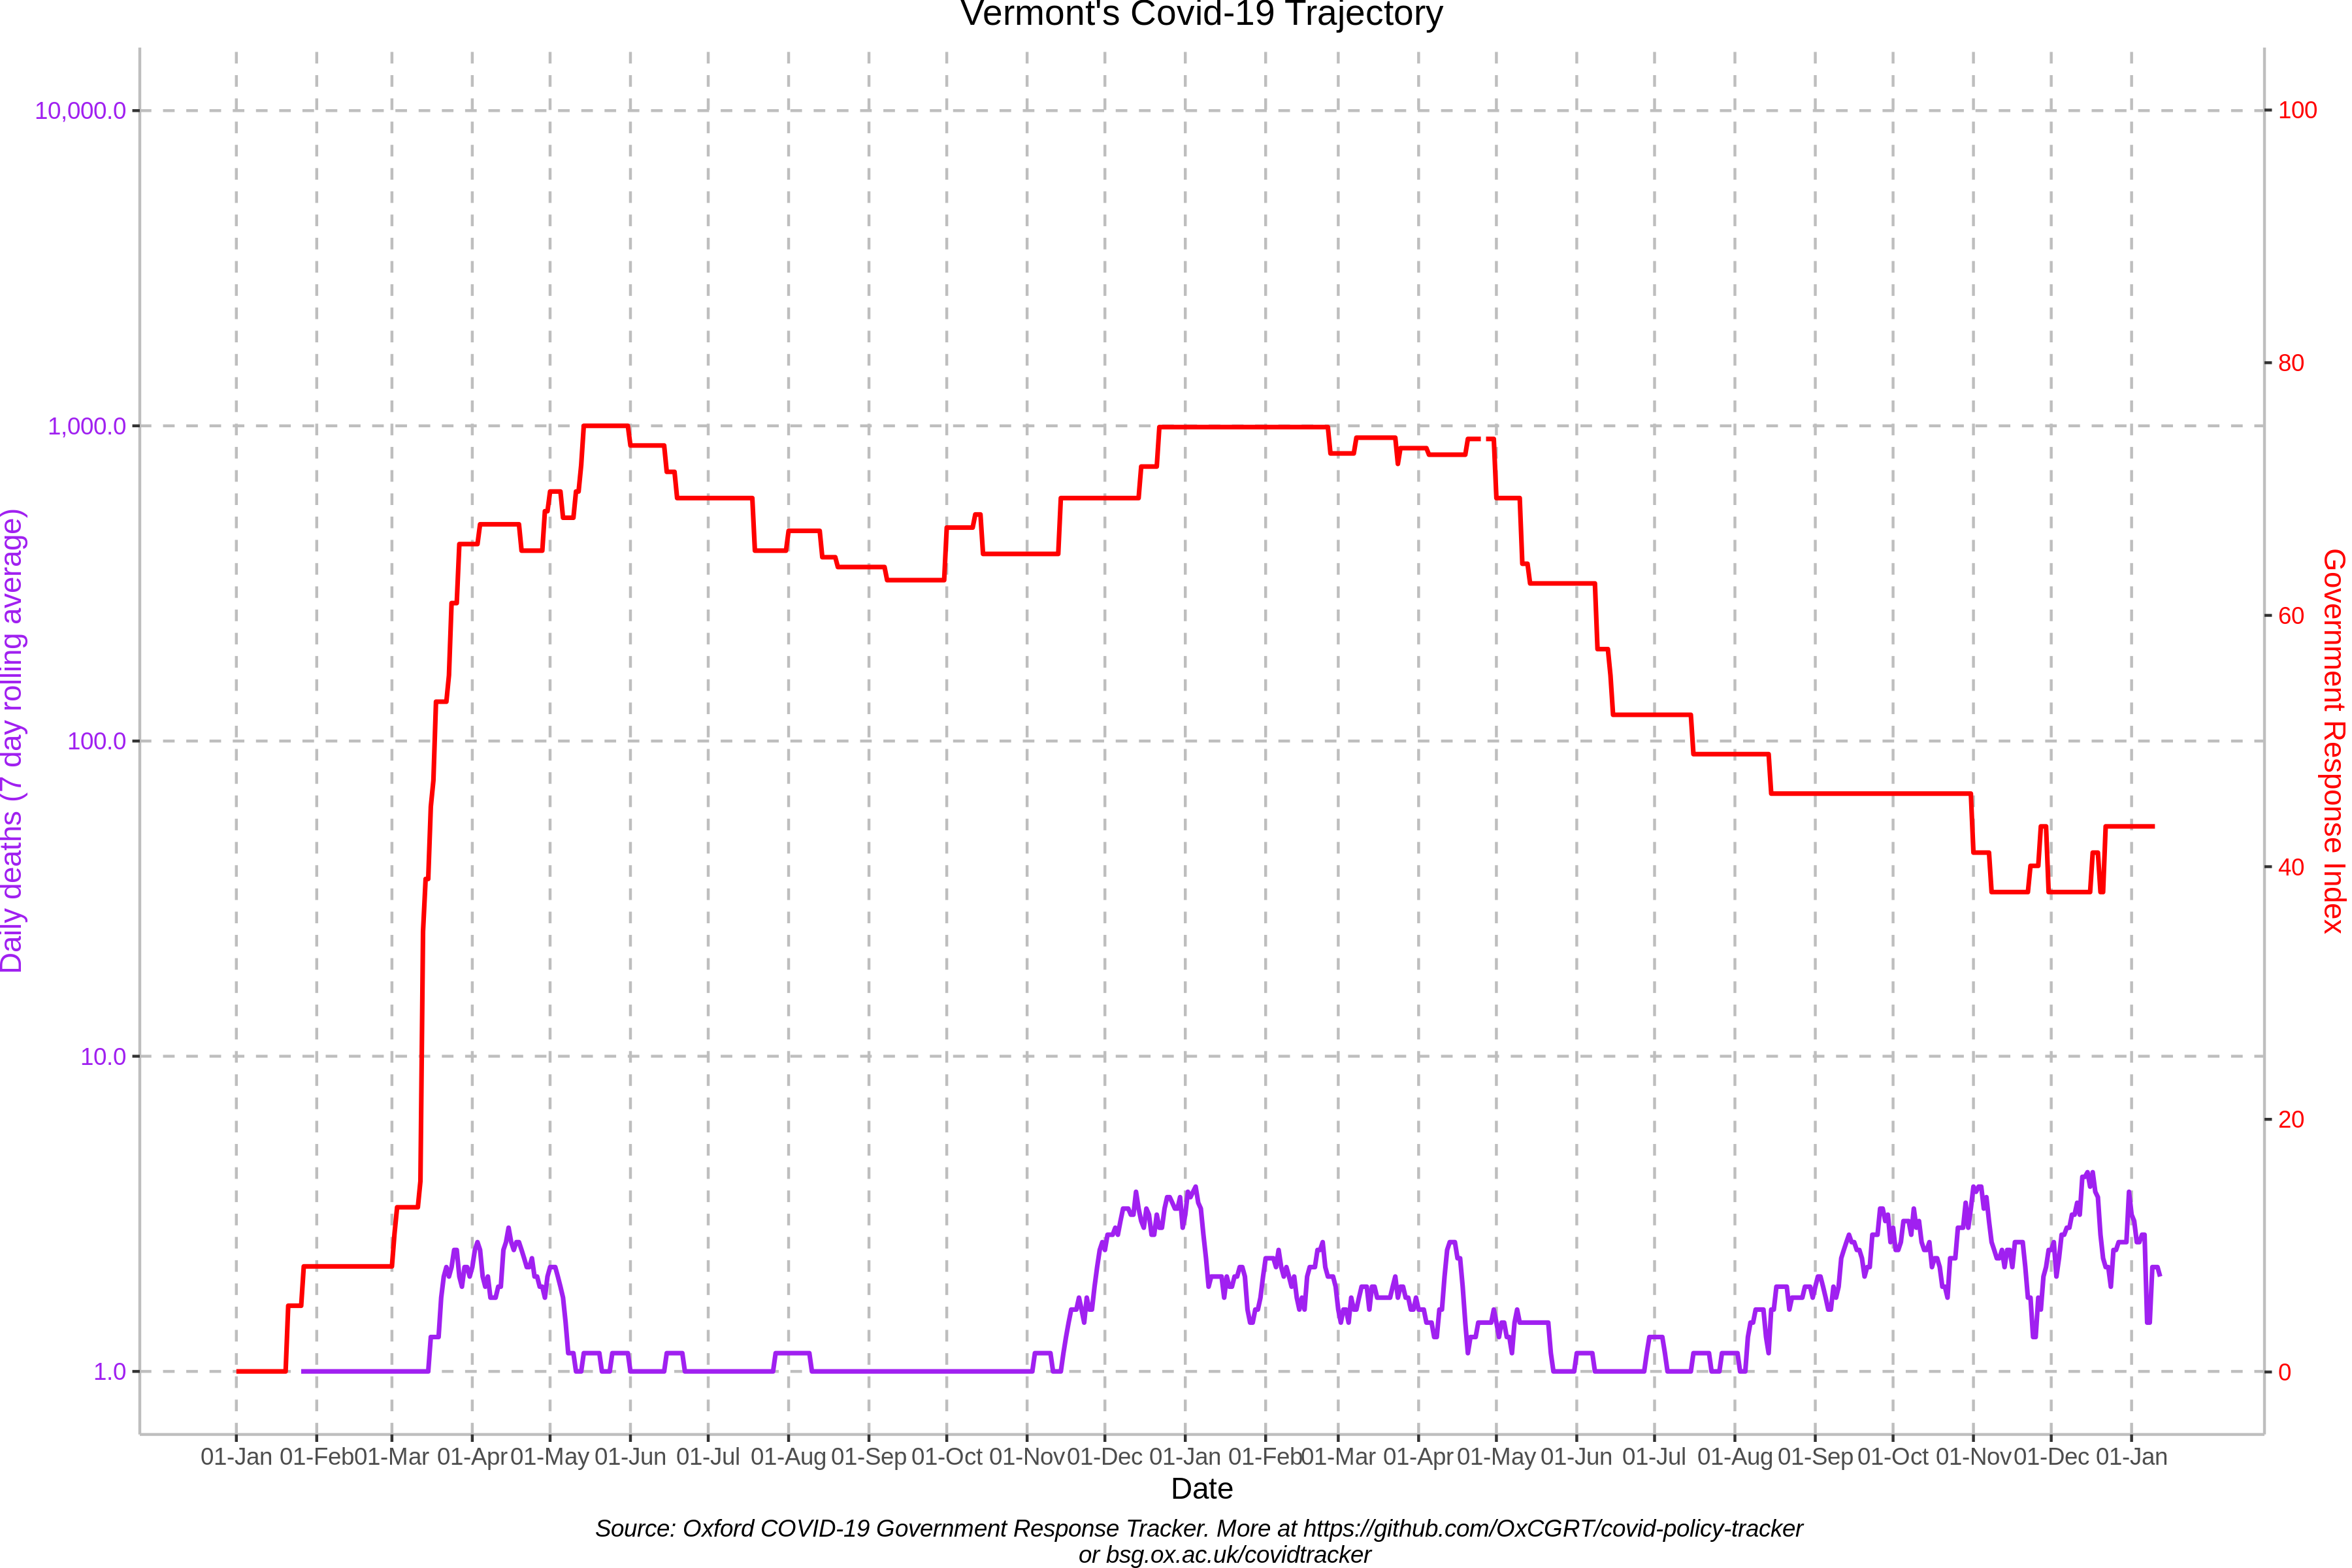 Vermont's Covid-19 Trajectory
10,000.0
1,000.0
100.0
10.0
1.0
Daily deaths (7 day rolling average)
100
80
60
40
20
0
Government Response Index
01-Jan 01-Feb 01-Mar 01-Apr 01-May 01-Jun 01-Jul 01-Aug 01-Sep 01-Oct 01-Nov 01-Dec 01-Jan 01-Feb 01-Mar 01-Apr 01-May 01-Jun 01-Jul 01-Aug 01-Sep 01-Oct 01-Nov 01-Dec 01-Jan
Date
Source: Oxford COVID-19 Government Response Tracker. More at https://github.com/OxCGRT/covid-policy-tracker
or bsg.ox.ac.uk/covidtracker